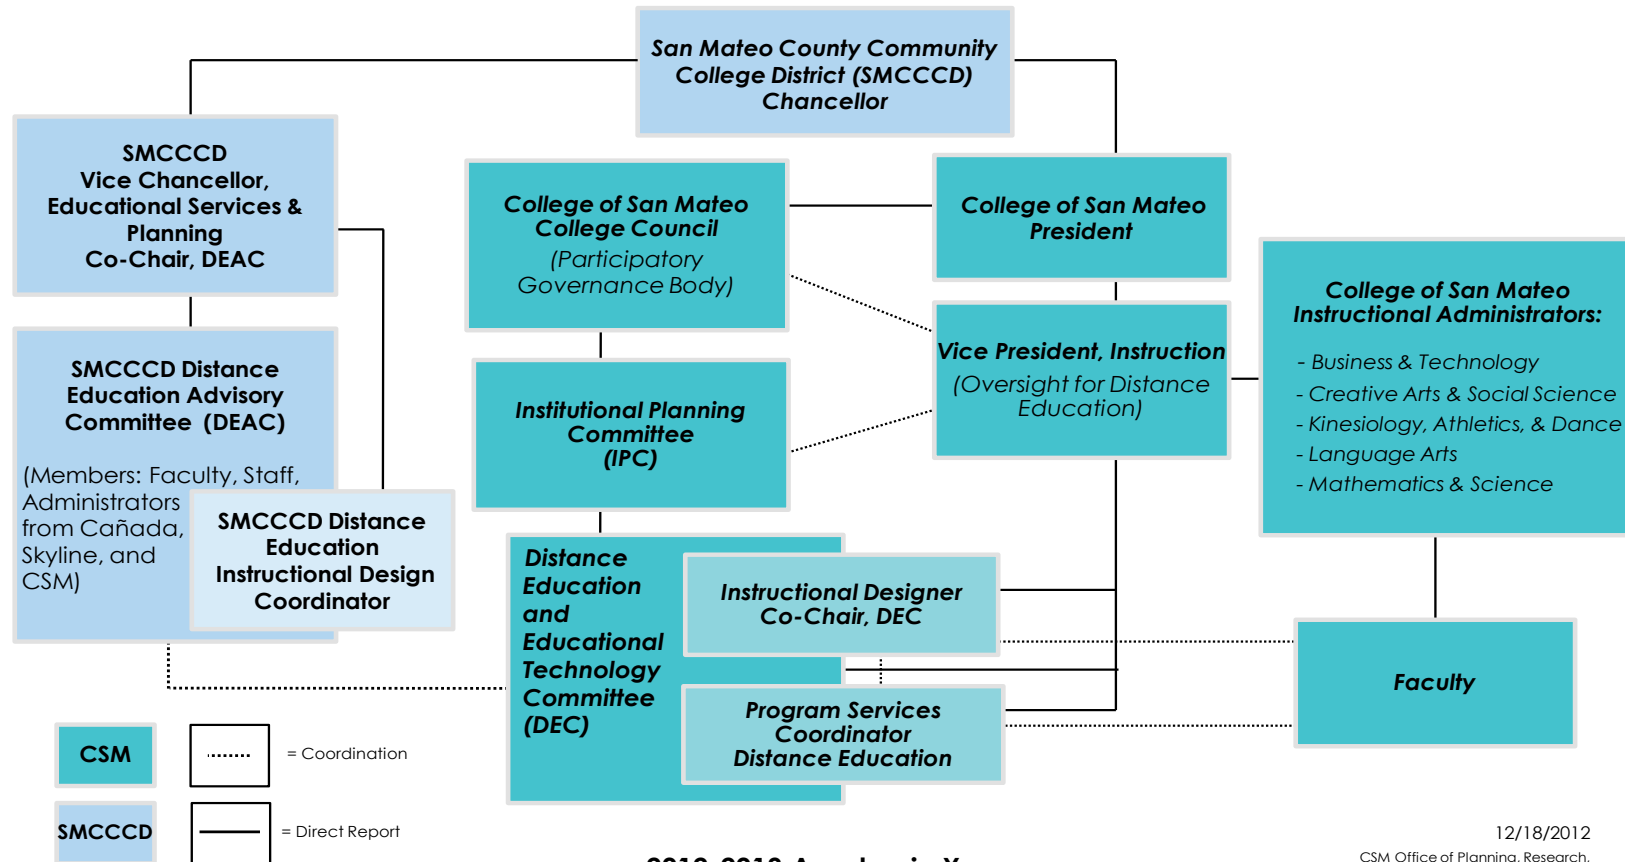 San Mateo County Community
College District (SMCCCD)
Chancellor
SMCCCD
Vice Chancellor,
Educational Services &
Planning
Co-Chair, DEAC
College of San Mateo
College Council
(Participatory
Governance Body)
College of San Mateo
President
College of San Mateo
Instructional Administrators:
- Business & Technology
- Creative Arts & Social Science
- Kinesiology, Athletics, & Dance
- Language Arts
- Mathematics & Science
Vice President, Instruction
(Oversight for Distance
Education)
SMCCCD Distance
Education Advisory
Committee (DEAC)
(Members: Faculty, Staff,
Administrators
from Cañada,
Skyline, and
CSM)
Institutional Planning
Committee
(IPC)
SMCCCD Distance
Education
Instructional Design
Coordinator
Distance
Education
and
Educational
Technology
Committee
(DEC)
Instructional Designer
Co-Chair, DEC
Program Services
Coordinator
Distance Education
Faculty
CSM
= Coordination
SMCCCD
= Direct Report
12/18/2012
CSM Office of Planning, Research,